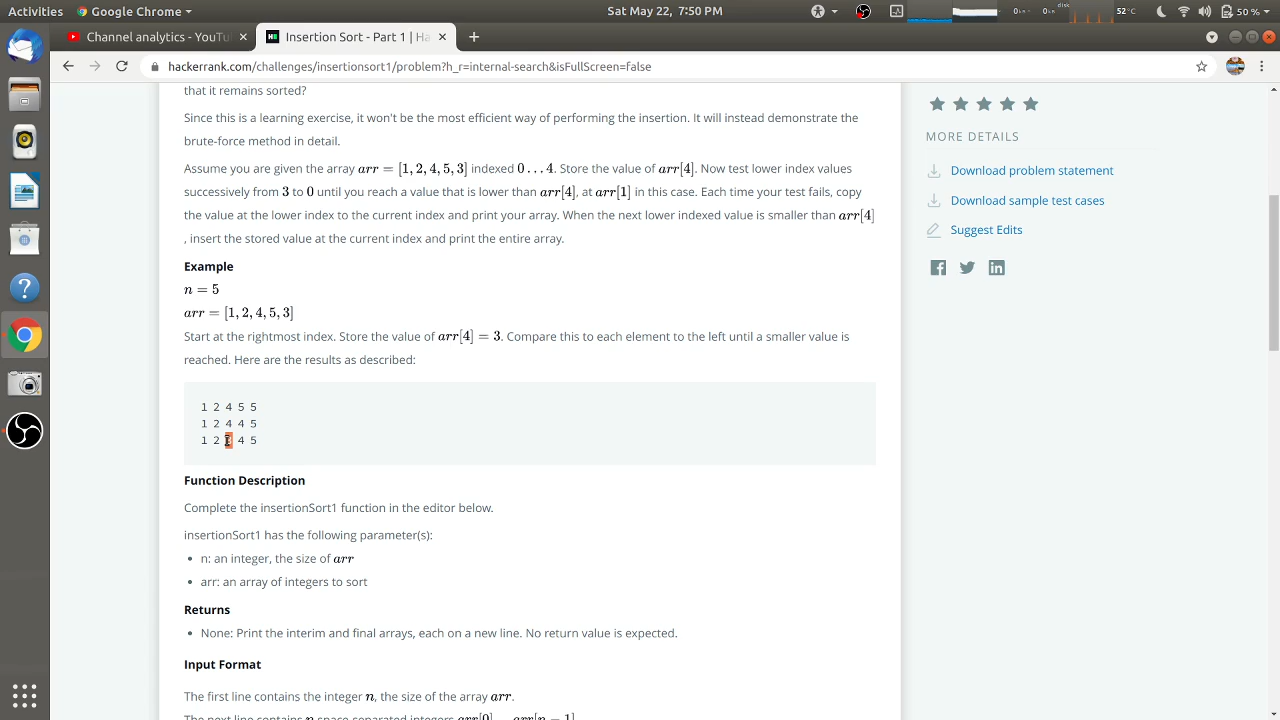 Activities
Google Chrome
Sat May 22, 7:50 PM
disk
0↔
0↔
52°C
50 %
Channel analytics - YouTu
Insertion Sort - Part 1 | Ha
hackerrank.com/challenges/insertionsort1/problem?h_r=internal-search&isFullScreen=false
that it remains sorted?
Since this is a learning exercise, it won't be the most efficient way of performing the insertion. It will instead demonstrate the
brute-force method in detail.
Assume you are given the array arr = [1, 2, 4, 5, 3] indexed 0 . . . 4. Store the value of arr[4]. Now test lower index values
successively from 3 to 0 until you reach a value that is lower than arr[4], at arr[1] in this case. Each time your test fails, copy
the value at the lower index to the current index and print your array. When the next lower indexed value is smaller than arr[4]
, insert the stored value at the current index and print the entire array.
Example
n = 5
arr = [1, 2, 4, 5, 3]
Start at the rightmost index. Store the value of arr[4] = 3. Compare this to each element to the left until a smaller value is
reached. Here are the results as described:
1 2 4 5 5
1 2 4 4 5
1 2 4 5
Function Description
Complete the insertionSort1 function in the editor below.
insertionSort1 has the following parameter(s):
• n: an integer, the size of arr
• arr: an array of integers to sort
Returns
• None: Print the interim and final arrays, each on a new line. No return value is expected.
Input Format
The first line contains the integer n, the size of the array arr.
The next line contains n space-separated integers arr[0] ... arr[n − 1]
MORE DETAILS
Download problem statement
Download sample test cases
Suggest Edits